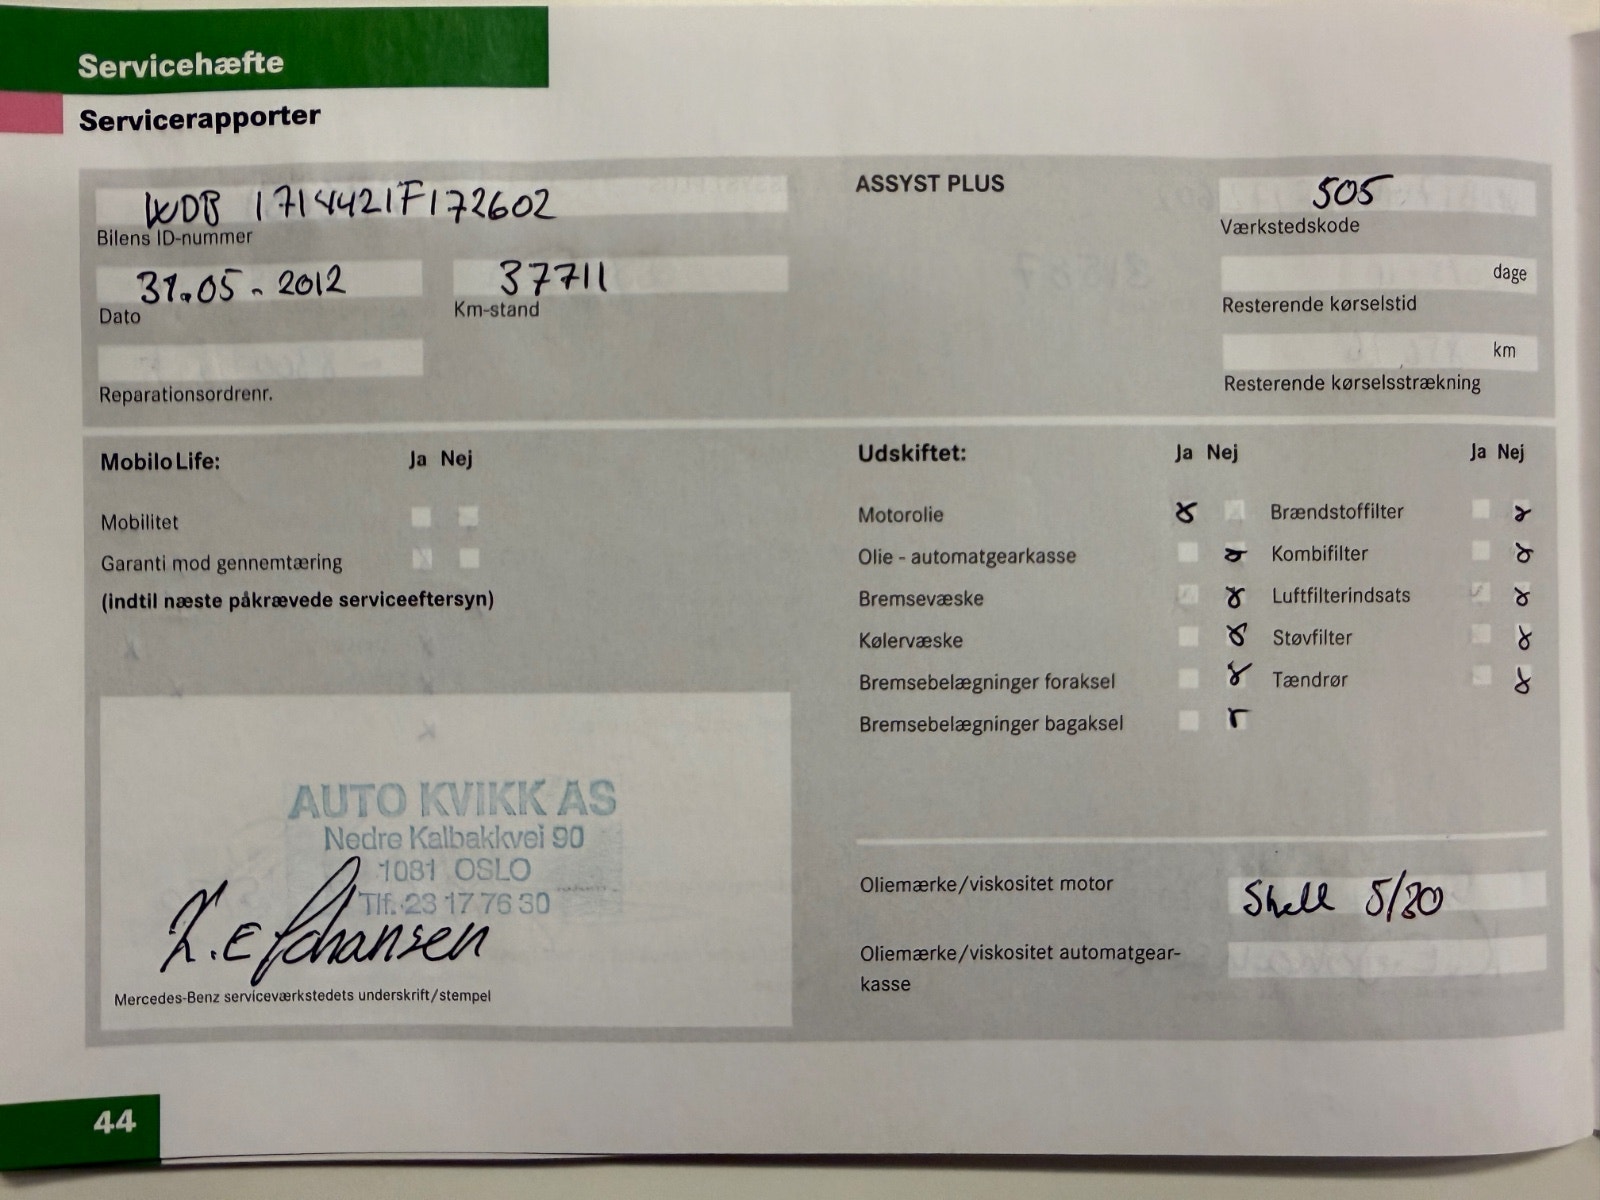 Servicehæfte
Servicerapporter
WDB 1714421F172602
Bilens ID-nummer
31.05-2012
Dato
37711
Km-stand
Reparationsordrenr.
ASSYST PLUS
505
Værkstedskode
dage
Resterende kørselstid
km
Resterende kørselsstrækning
MobiloLife: Ja Nej
Mobilitet
Garanti mod gennemtæring
(indtil næste påkrævede serviceeftersyn)
AUTO KVIKK AS
Nedre Kalbakkvei 90
1081 OSLO
Tlf. 23 17 76 30
K.E Johansen
Mercedes-Benz serviceværkstedets underskrift/stempel
Udskiftet: Ja Nej Ja Nej
Motorolie Brændstoffilter
Olie - automatgearkasse Kombifilter
Bremsevæske Luftfilterindsats
Kølervæske Støvfilter
Bremsebelægninger foraksel Tændrør
Bremsebelægninger bagaksel
Oliemærke/viskositet motor Shell 5/30
Oliemærke/viskositet automatgear-
kasse
44